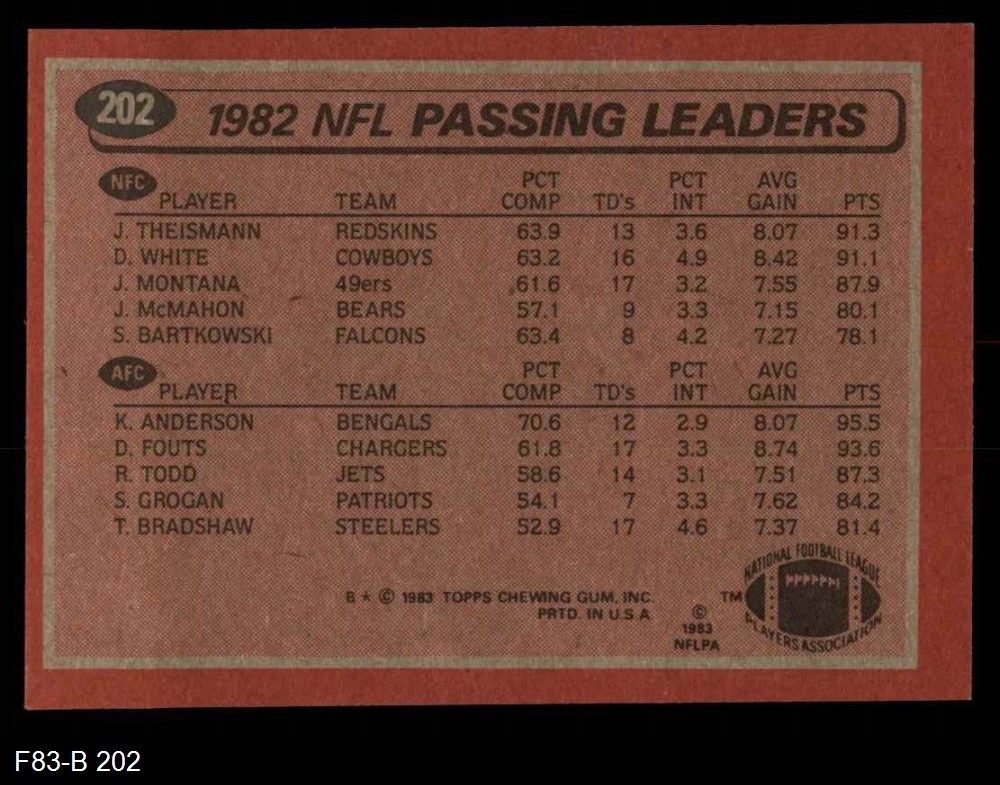 202
1982 NFL PASSING LEADERS
NFC
PLAYER TEAM PCT COMP TD's PCT INT AVG GAIN PTS
J. THEISMANN REDSKINS 63.9 13 3.6 8.07 91.3
D. WHITE COWBOYS 63.2 16 4.9 8.42 91.1
J. MONTANA 49ers 61.6 17 3.2 7.55 87.9
J. McMAHON BEARS 57.1 9 3.3 7.15 80.1
S. BARTKOWSKI FALCONS 63.4 8 4.2 7.27 78.1
AFC
PLAYER TEAM PCT COMP TD's PCT INT AVG GAIN PTS
K. ANDERSON BENGALS 70.6 12 2.9 8.07 95.5
D. FOUTS CHARGERS 61.8 17 3.3 8.74 93.6
R. TODD JETS 58.6 14 3.1 7.51 87.3
S. GROGAN PATRIOTS 54.1 7 3.3 7.62 84.2
T. BRADSHAW STEELERS 52.9 17 4.6 7.37 81.4
B * © 1983 TOPPS CHEWING GUM, INC.
PRTD. IN U.S.A.
© 1983 NFLPA
TM
NATIONAL FOOTBALL LEAGUE
PLAYERS ASSOCIATION
F83-B 202